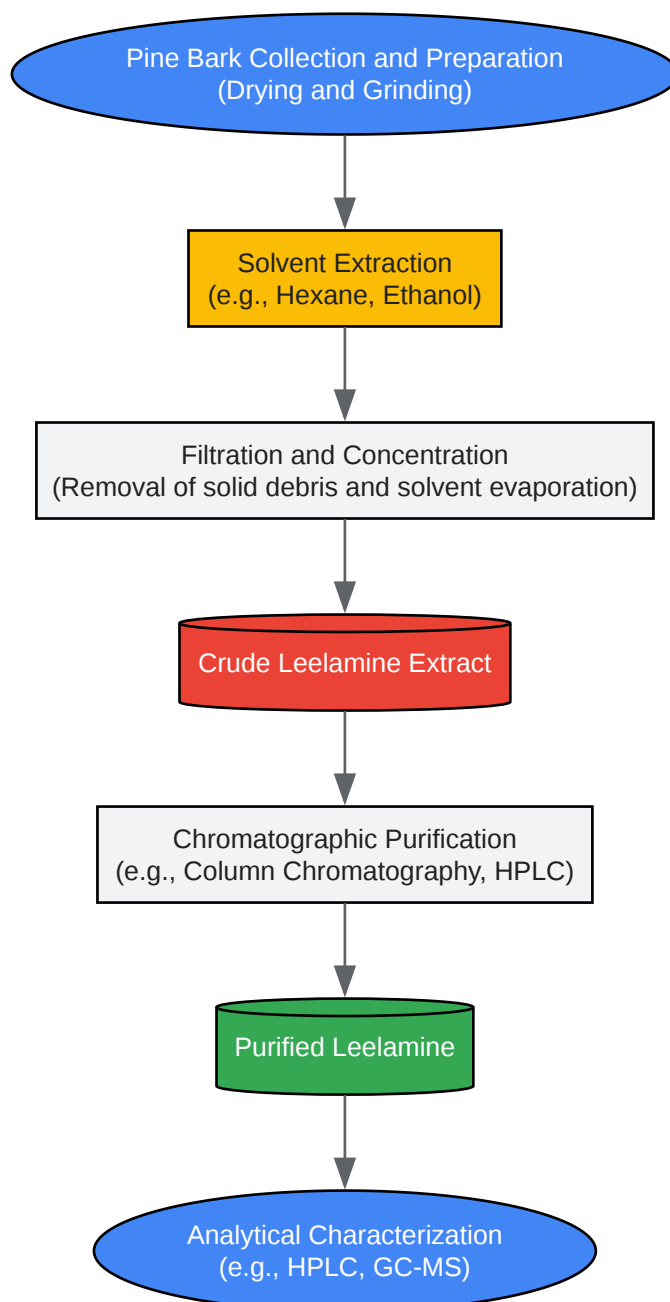 Pine Bark Collection and Preparation
(Drying and Grinding)
Solvent Extraction
(e.g., Hexane, Ethanol)
Filtration and Concentration
(Removal of solid debris and solvent evaporation)
Crude Leelamine Extract
Chromatographic Purification
(e.g., Column Chromatography, HPLC)
Purified Leelamine
Analytical Characterization
(e.g., HPLC, GC-MS)